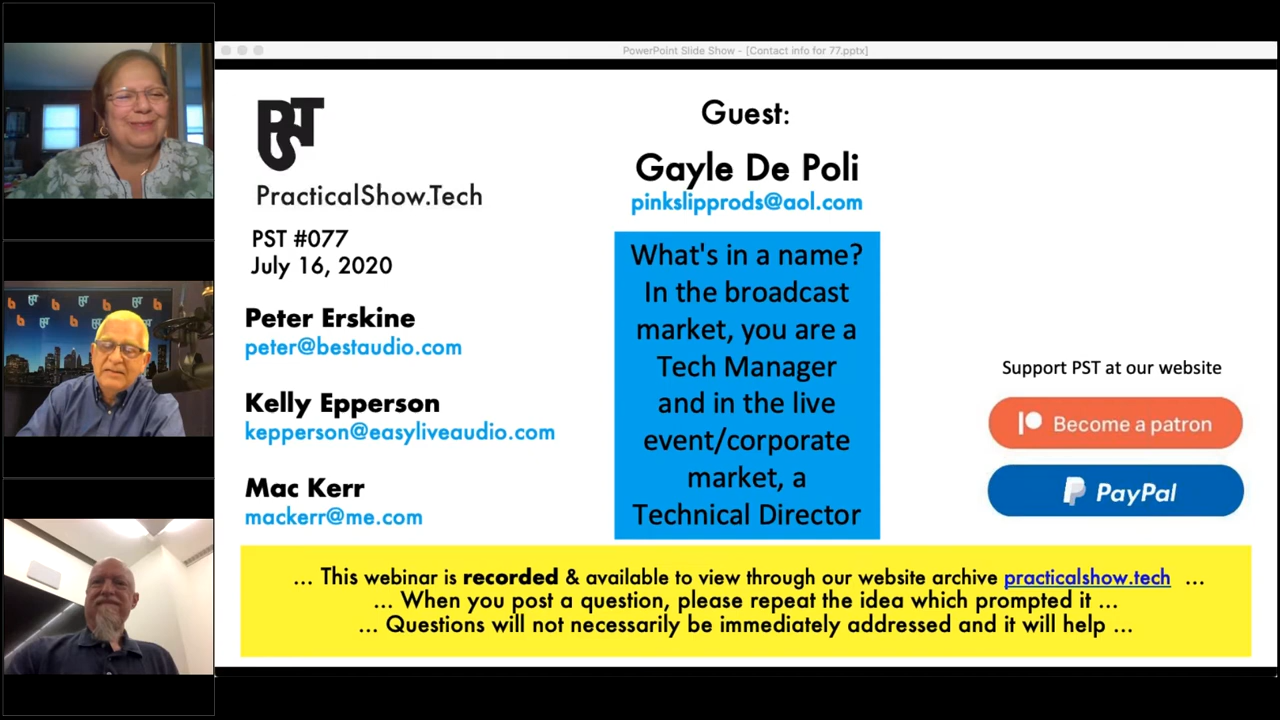 PowerPoint Slide Show - [Contact info for 77.pptx]
PST
PracticalShow.Tech
PST #077
July 16, 2020
Peter Erskine
peter@bestaudio.com
Kelly Epperson
kepperson@easyliveaudio.com
Mac Kerr
mackerr@me.com
Guest:
Gayle De Poli
pinkslipprods@aol.com
What's in a name?
In the broadcast
market, you are a
Tech Manager
and in the live
event/corporate
market, a
Technical Director
Support PST at our website
Become a patron
PayPal
... This webinar is recorded & available to view through our website archive practicalshow.tech ...
... When you post a question, please repeat the idea which prompted it ...
... Questions will not necessarily be immediately addressed and it will help ...